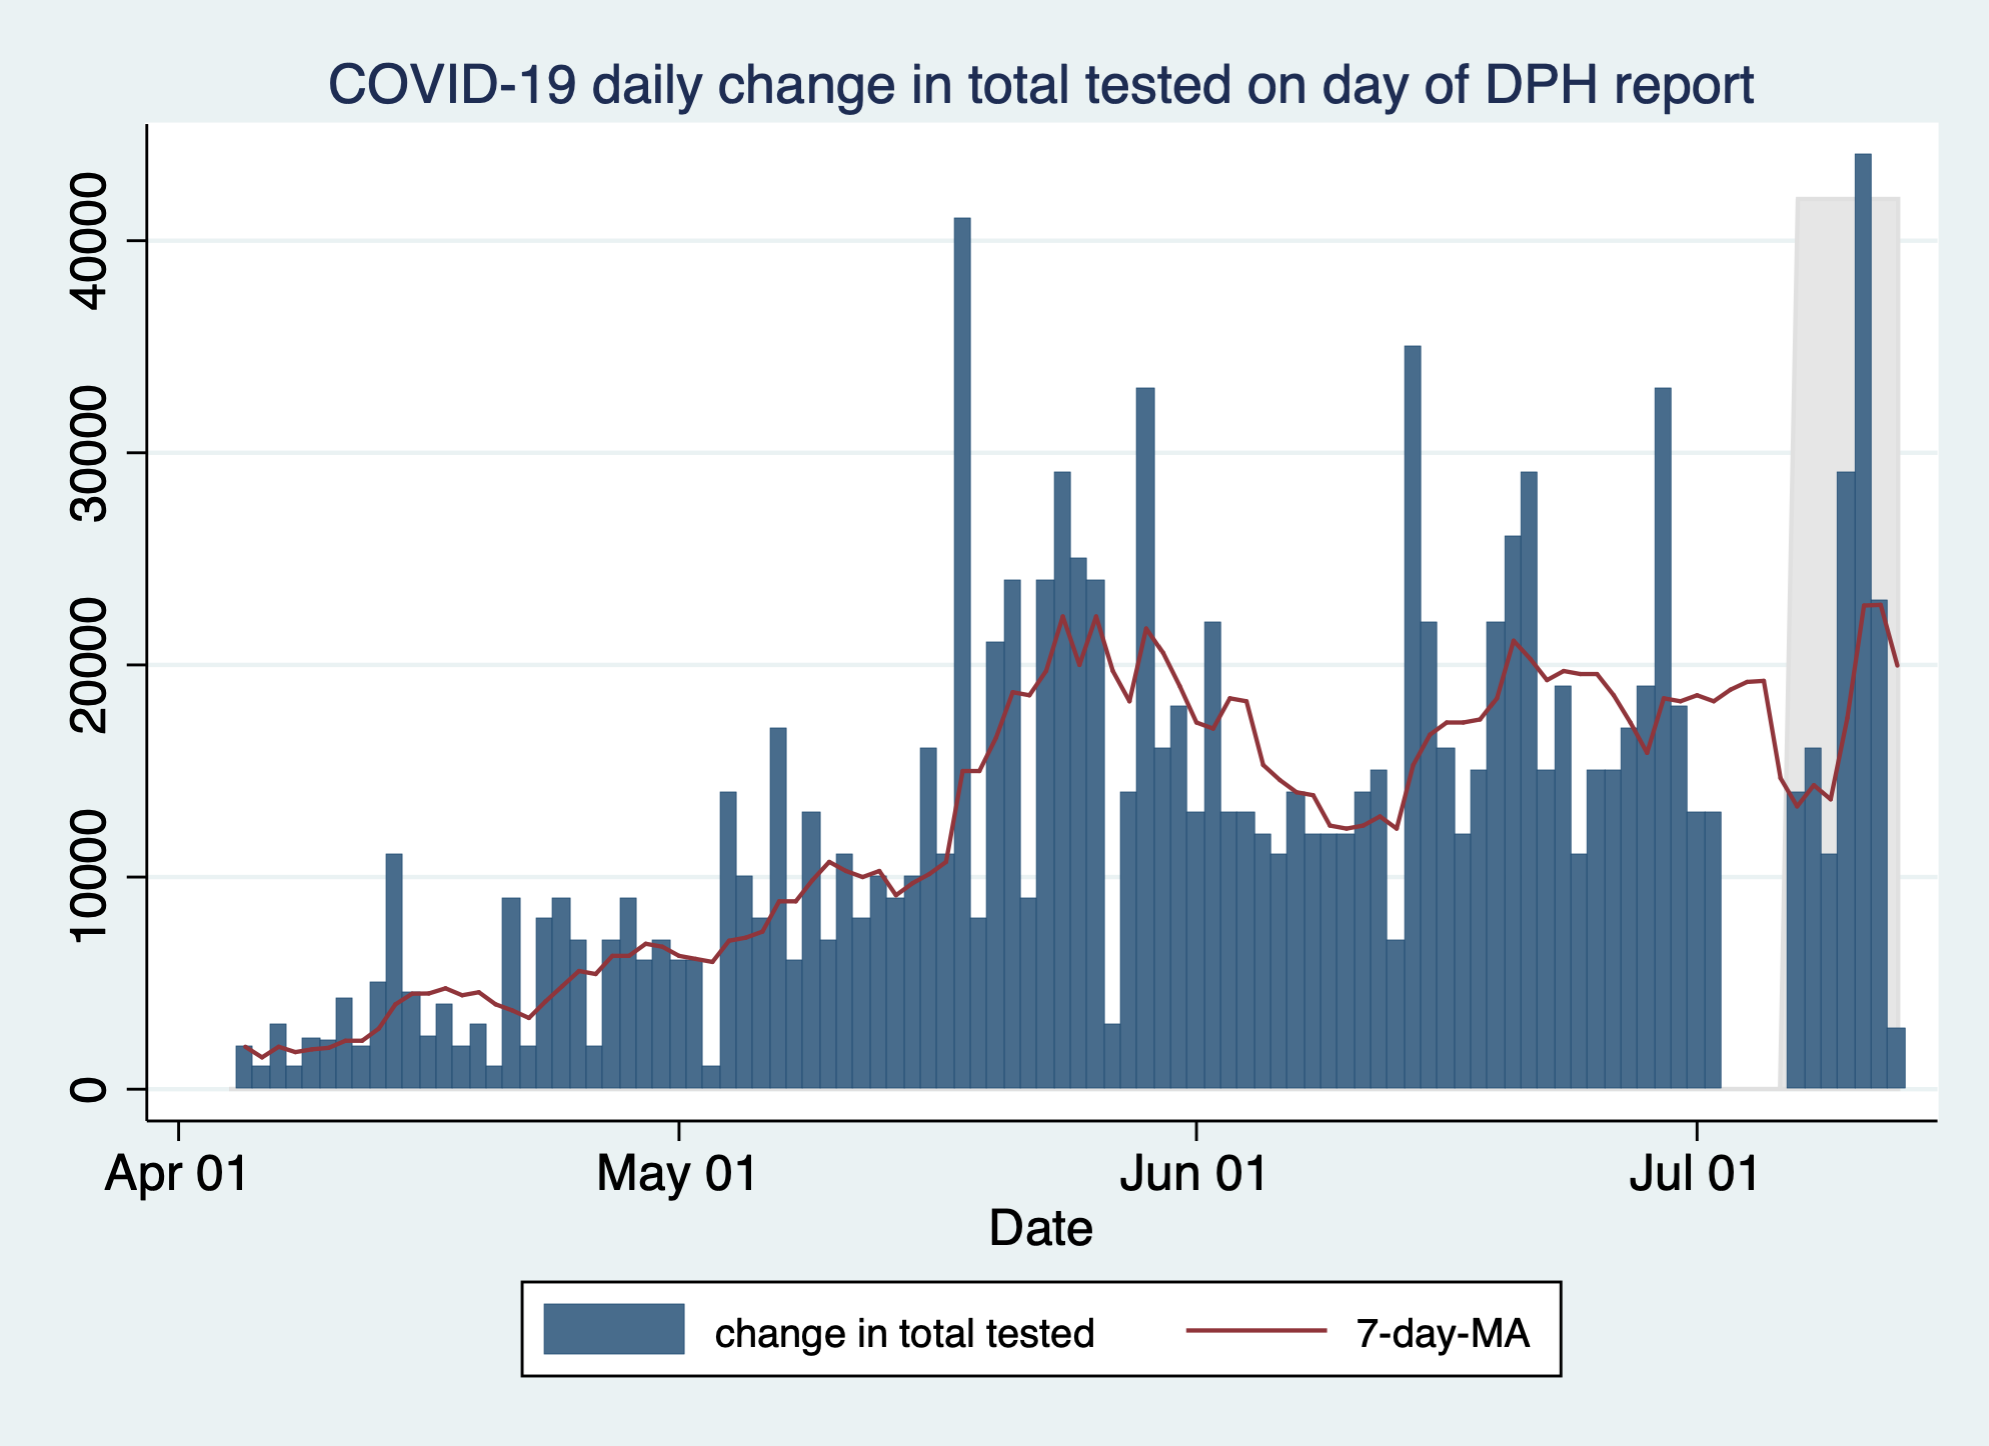 COVID-19 daily change in total tested on day of DPH report
40000
30000
20000
10000
0
Apr 01
May 01
Jun 01
Jul 01
Date
change in total tested
7-day-MA